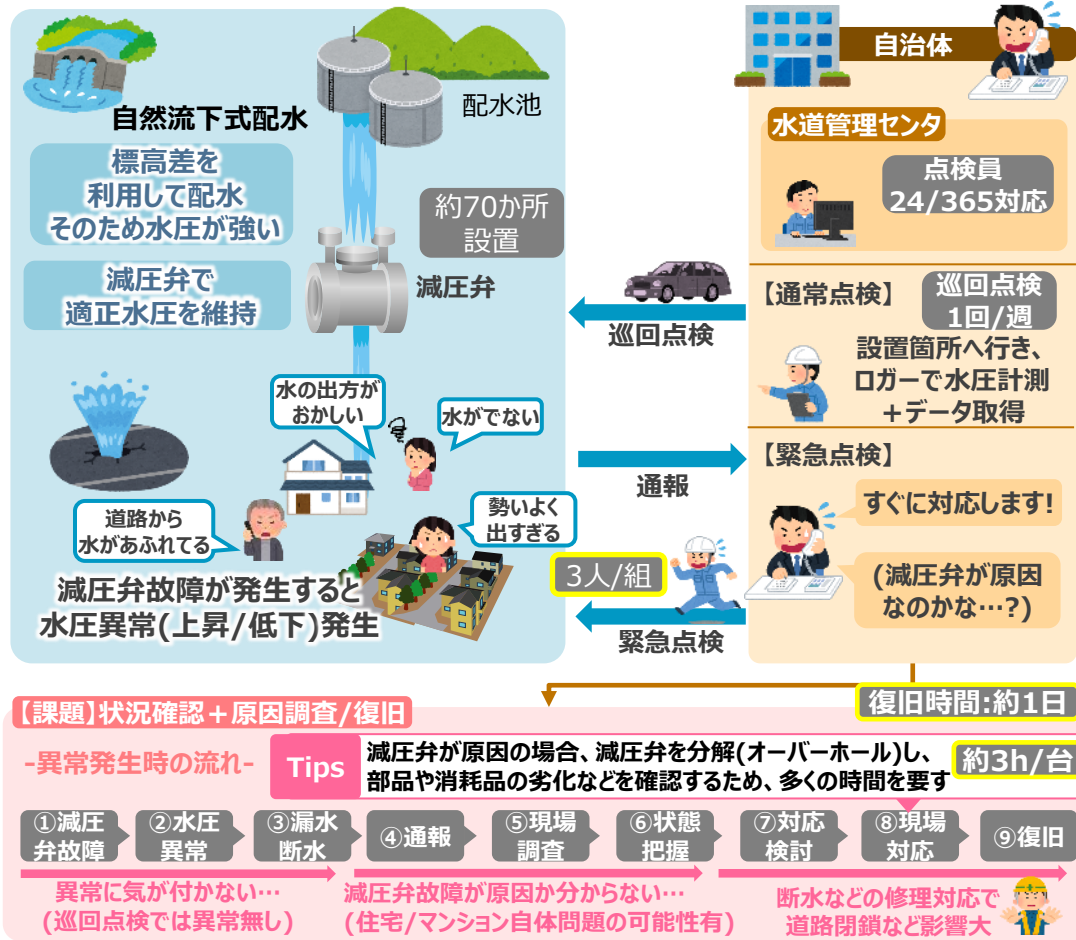 自然流下式配水
配水池
標高差を
利用して配水
そのため水圧が強い
約70か所
設置
減圧弁で
適正水圧を維持
減圧弁
水の出方が
おかしい
水がでない
道路から
水があふれてる
勢いよく
出すぎる
減圧弁故障が発生すると
水圧異常(上昇/低下)発生
巡回点検
通報
3人/組
緊急点検
自治体
水道管理センタ
点検員
24/365対応
【通常点検】
巡回点検
1回/週
設置箇所へ行き、
ロガーで水圧計測
+データ取得
【緊急点検】
すぐに対応します!
(減圧弁が原因
なのかな…?)
復旧時間:約1日
【課題】状況確認+原因調査/復旧
-異常発生時の流れ-
Tips
減圧弁が原因の場合、減圧弁を分解(オーバーホール)し、
部品や消耗品の劣化などを確認するため、多くの時間を要す
約3h/台
①減圧
弁故障
②水圧
異常
③漏水
断水
④通報
⑤現場
調査
⑥状態
把握
⑦対応
検討
⑧現場
対応
⑨復旧
異常に気が付かない…
(巡回点検では異常無し)
減圧弁故障が原因か分からない…
(住宅/マンション自体問題の可能性有)
断水などの修理対応で
道路閉鎖など影響大